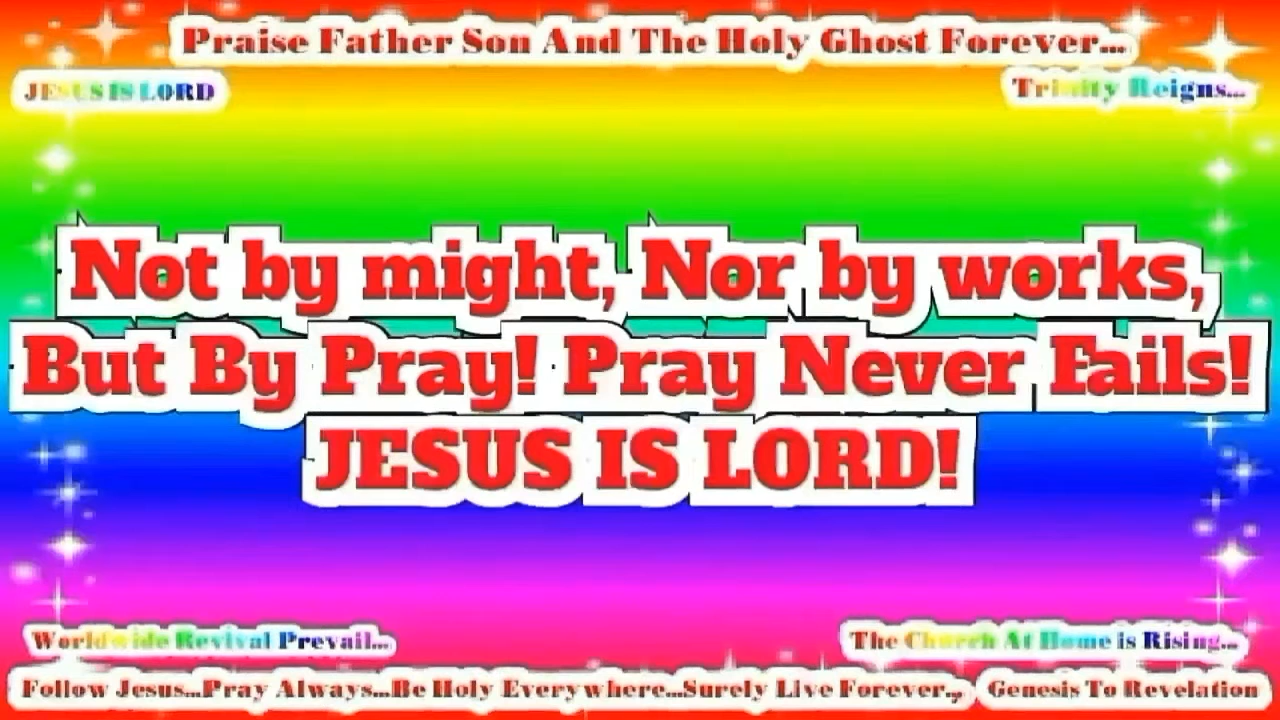 Praise Father Son And The Holy Ghost Forever...
JESUS IS LORD
Trinity Reigns...
Not by might, Nor by works,
But By Pray! Pray Never Fails!
JESUS IS LORD!
Worldwide Revival Prevail...
The Church At Home is Rising...
Follow Jesus...Pray Always...Be Holy Everywhere...Surely Live Forever..,
Genesis To Revelation